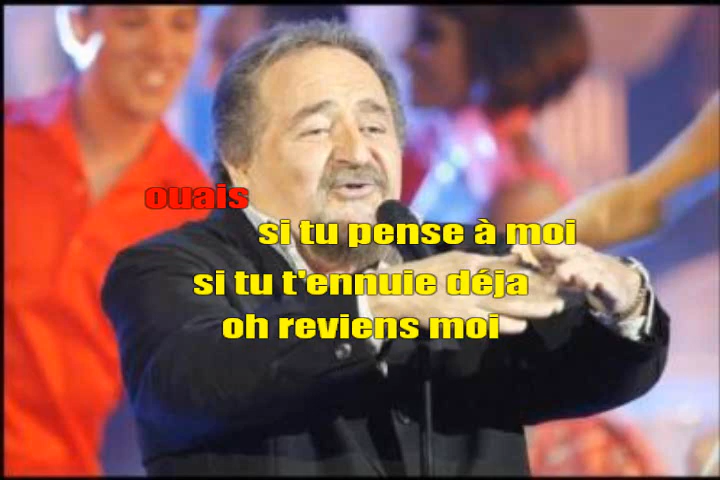 ouais
si tu pense à moi
si tu t'ennuie déja
oh reviens moi